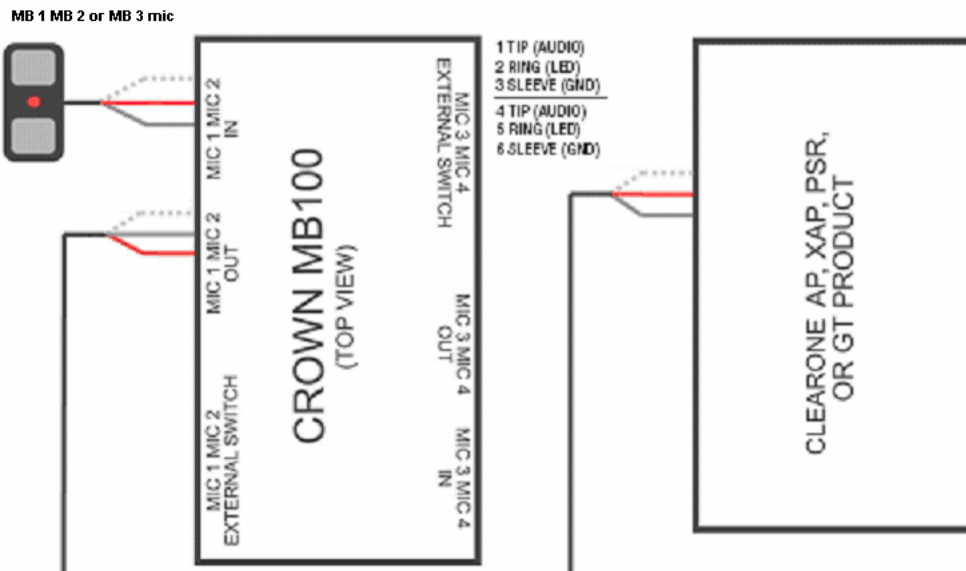 MB 1 MB 2 or MB 3 mic
MIC 1 MIC 2
IN
MIC 1 MIC 2
OUT
MIC 1 MIC 2
EXTERNAL SWITCH
CROWN MB100
(TOP VIEW)
MIC 3 MIC 4
EXTERNAL SWITCH
MIC 3 MIC 4
OUT
MIC 3 MIC 4
IN
1 TIP (AUDIO)
2 RING (LED)
3 SLEEVE (GND)
4 TIP (AUDIO)
5 RING (LED)
6 SLEEVE (GND)
CLEARONE AP, XAP, PSR,
OR GT PRODUCT